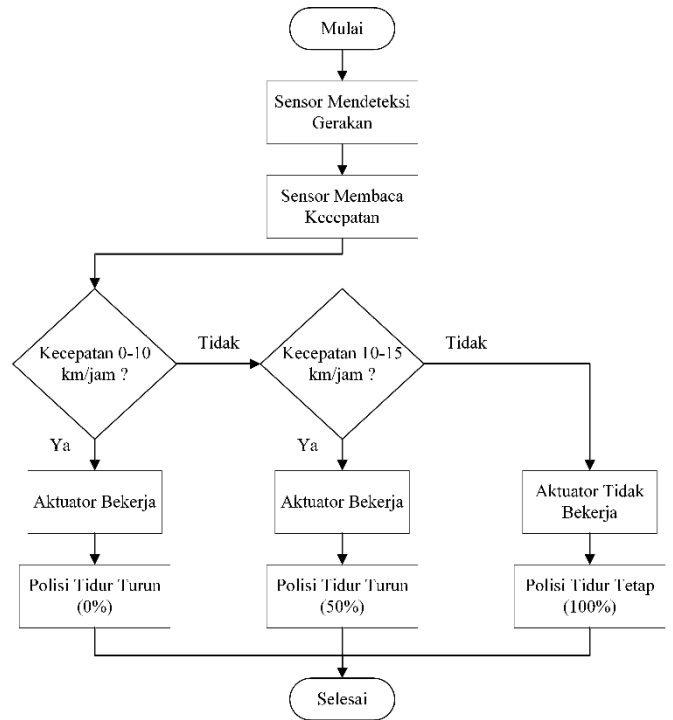 Mulai
Sensor Mendeteksi
Gerakan
Sensor Membaca
Kecepatan
Kecepatan 0-10
km/jam ?
Tidak
Kecepatan 10-15
km/jam ?
Tidak
Ya
Ya
Aktuator Bekerja
Aktuator Bekerja
Aktuator Tidak
Bekerja
Polisi Tidur Turun
(0%)
Polisi Tidur Turun
(50%)
Polisi Tidur Tetap
(100%)
Selesai